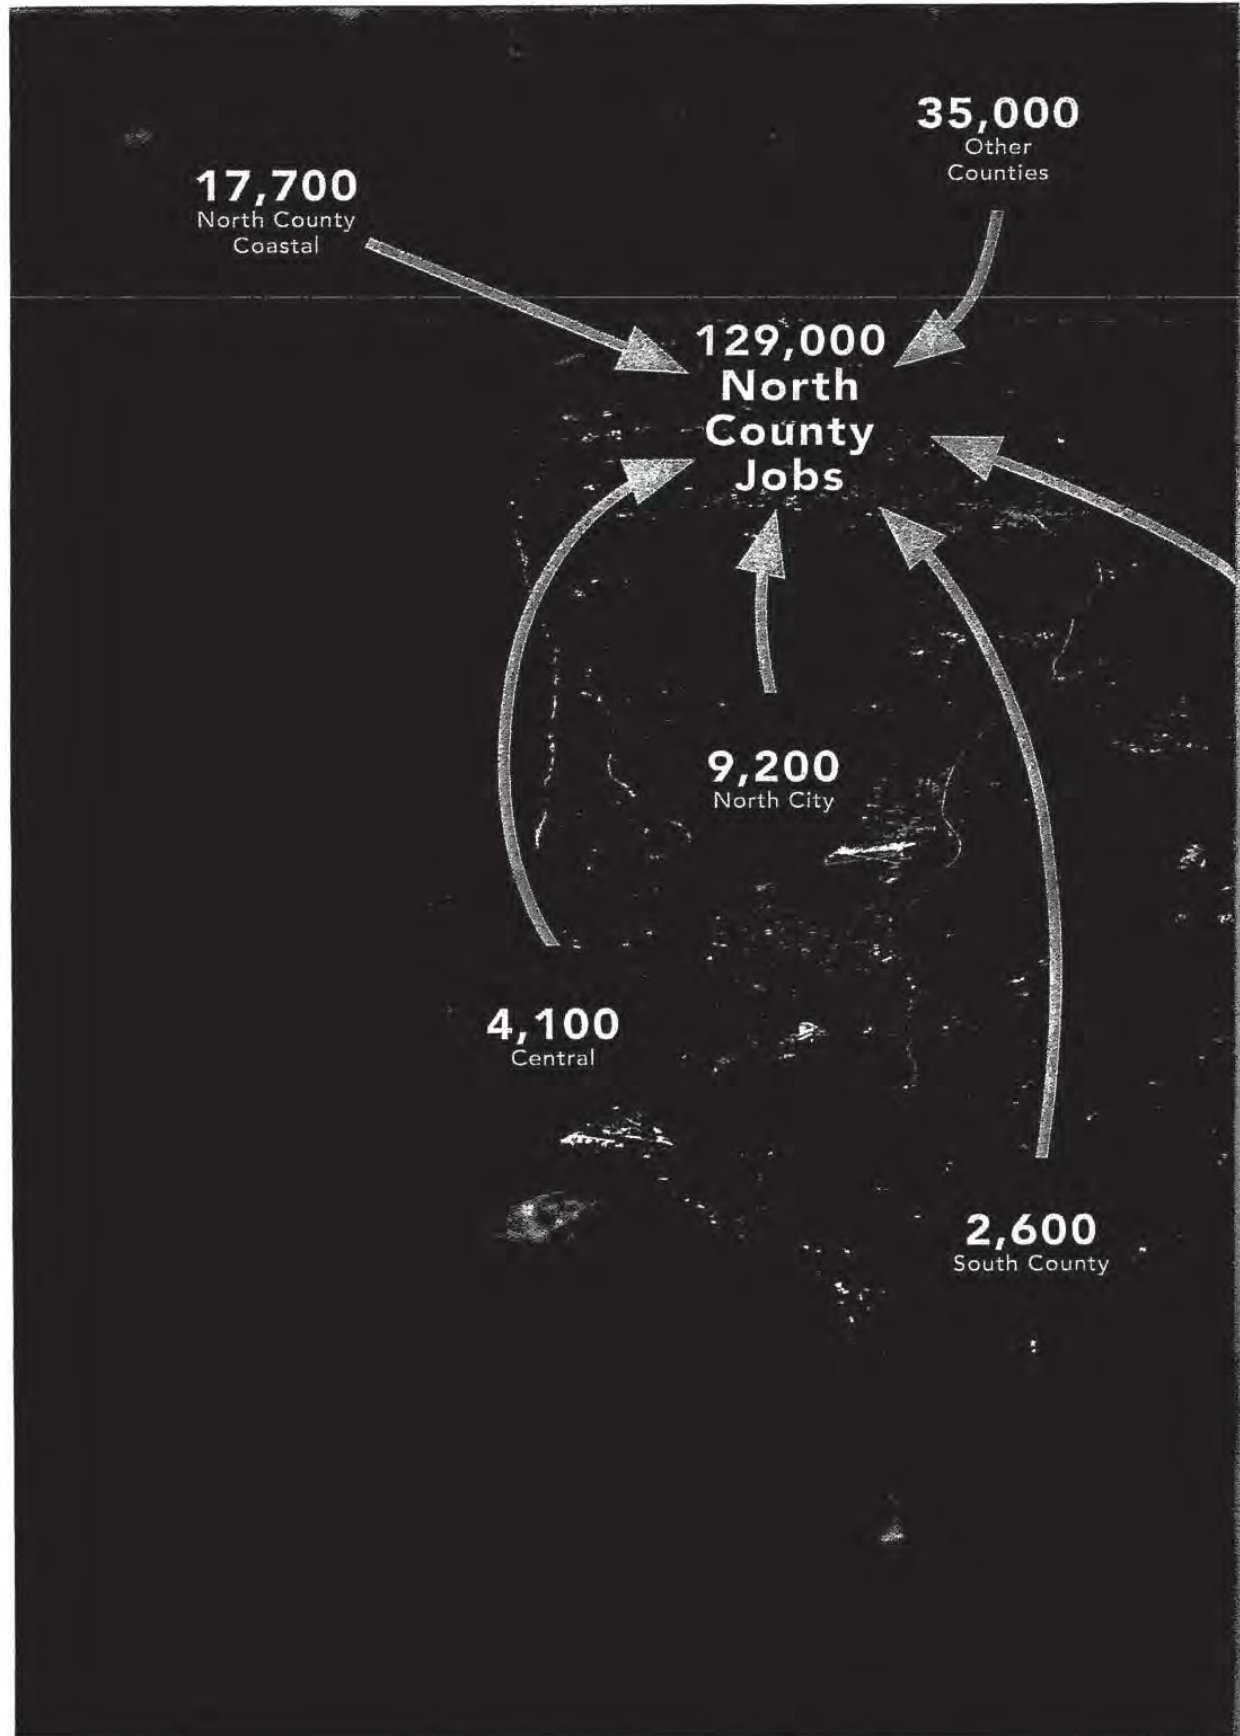 35,000
Other
Counties
17,700
North County
Coastal
129,000
North
County
Jobs
9,200
North City
4,100
Central
2,600
South County